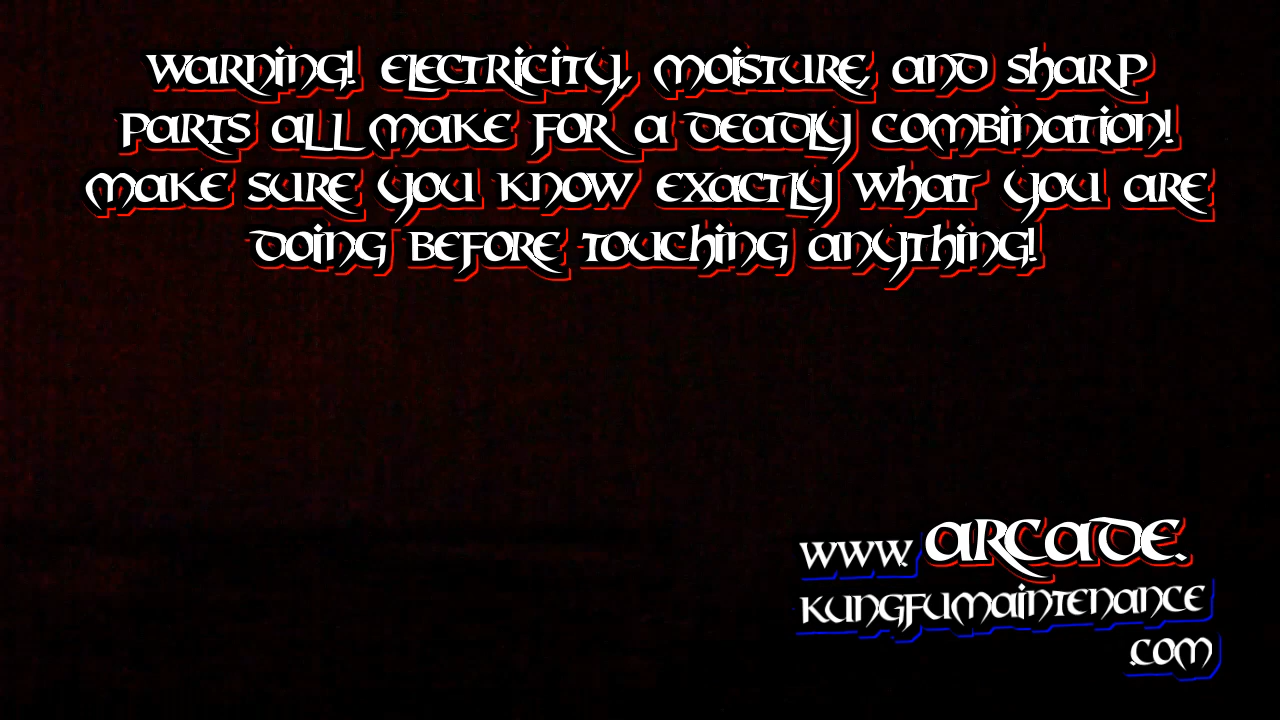 Warning! Electricity, moisture, and sharp
parts all make for a deadly combination!
Make sure you know exactly what you are
doing before touching anything!
www.arcade.
kungfumaintenance
.com